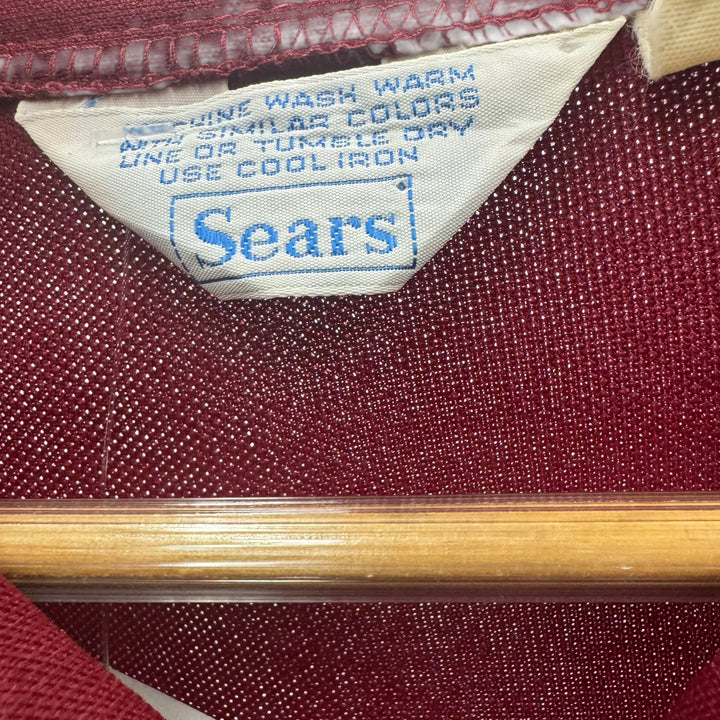 MACHINE WASH WARM
WITH SIMILAR COLORS
LINE OR TUMBLE DRY
USE COOL IRON
Sears